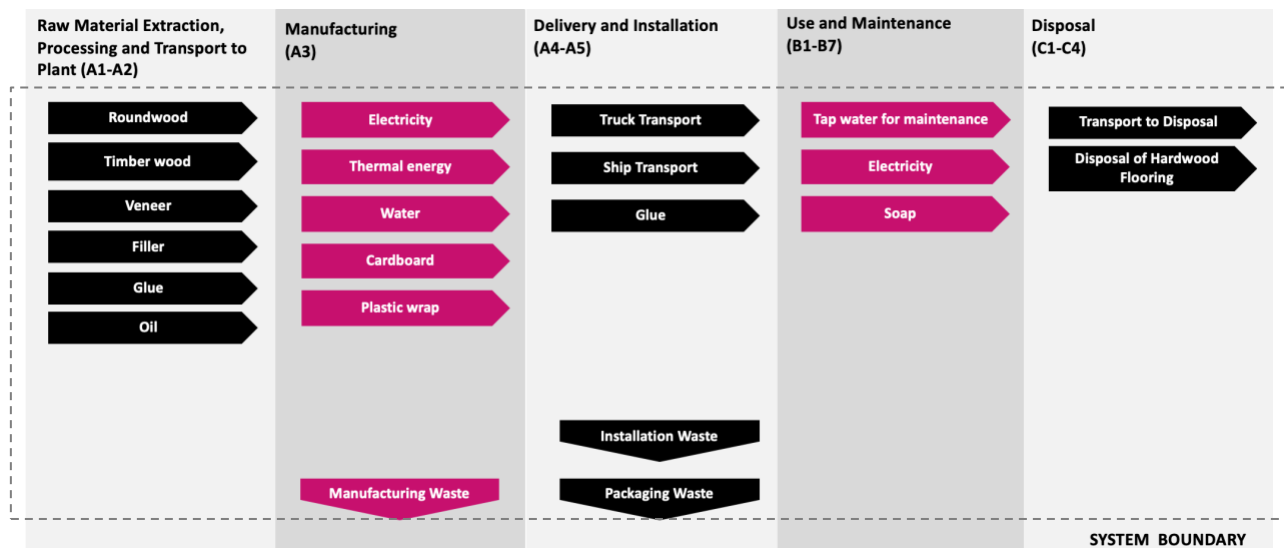 Raw Material Extraction,
Processing and Transport to
Plant (A1-A2)
Roundwood
Timber wood
Veneer
Filler
Glue
Oil
Manufacturing
(A3)
Electricity
Thermal energy
Water
Cardboard
Plastic wrap
Manufacturing Waste
Delivery and Installation
(A4-A5)
Truck Transport
Ship Transport
Glue
Installation Waste
Packaging Waste
Use and Maintenance
(B1-B7)
Tap water for maintenance
Electricity
Soap
Disposal
(C1-C4)
Transport to Disposal
Disposal of Hardwood
Flooring
SYSTEM BOUNDARY